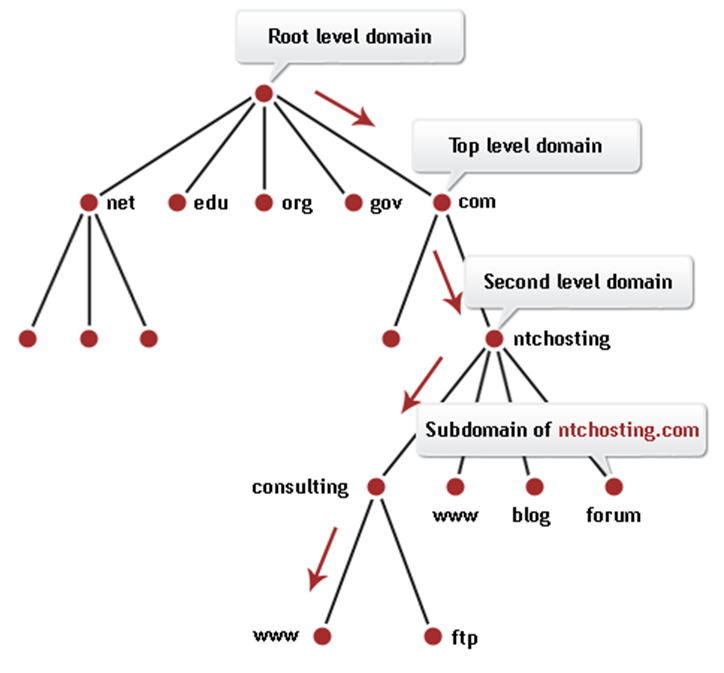 Root level domain
Top level domain
net
edu
org
gov
com
Second level domain
ntchosting
Subdomain of ntchosting.com
consulting
www
blog
forum
www
ftp